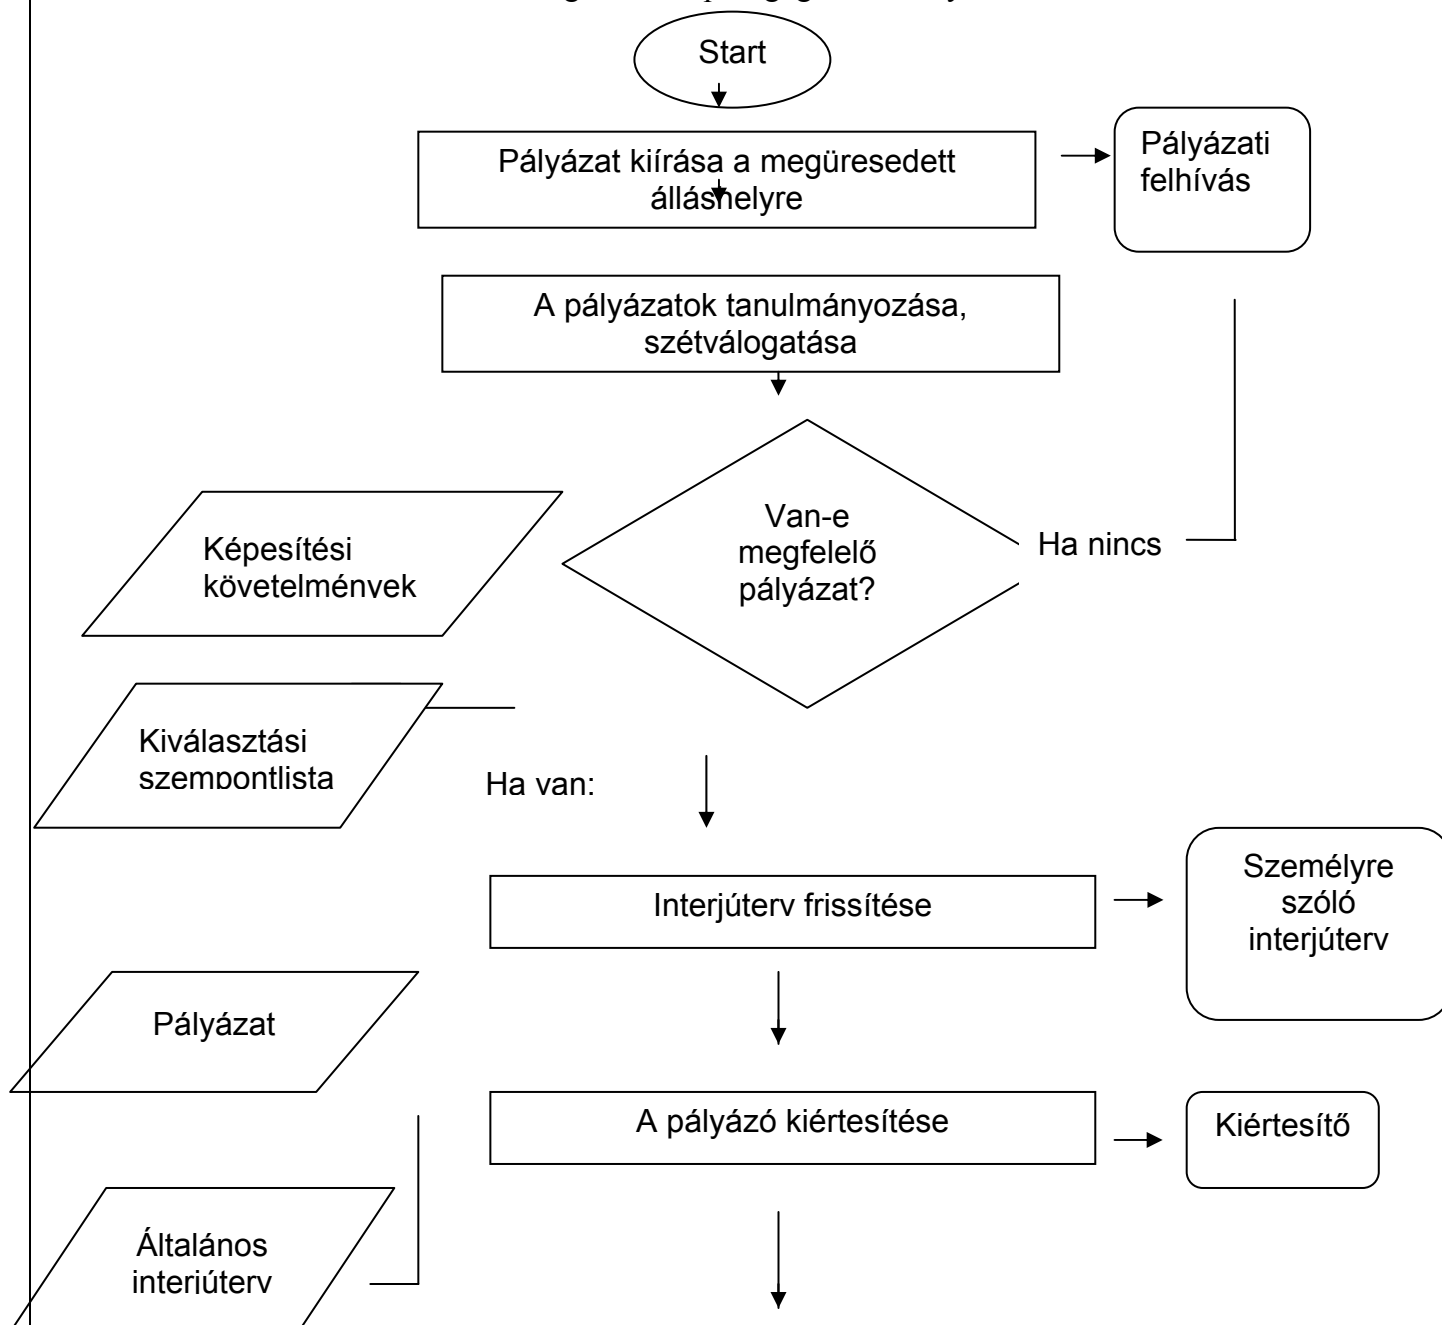 Start
Pályázat kiírása a megüresedett
álláshelyre
Pályázati
felhívás
A pályázatok tanulmányozása,
szétválogatása
Van-e
megfelelő
pályázat?
Ha nincs
Képesítési
követelmények
Kiválasztási
szempontlista
Ha van:
Interjúterv frissítése
Személyre
szóló
interjúterv
Pályázat
A pályázó kiértesítése
Kiértesítő
Általános
interjúterv